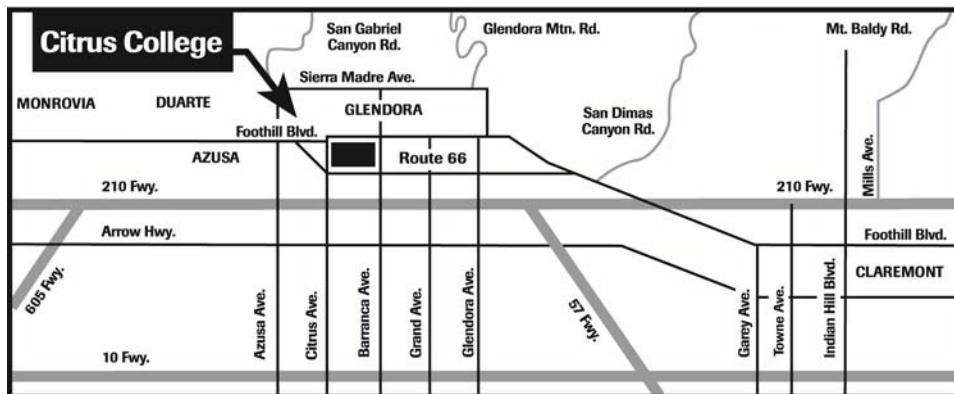 Citrus College
San Gabriel
Canyon Rd.
Glendora Mtn. Rd.
Mt. Baldy Rd.
Sierra Madre Ave.
MONROVIA
DUARTE
GLENDORA
San Dimas
Canyon Rd.
Foothill Blvd.
AZUSA
Route 66
Mills Ave.
210 Fwy.
210 Fwy.
Arrow Hwy.
Foothill Blvd.
605 Fwy.
CLAREMONT
Azusa Ave.
Citrus Ave.
Barranca Ave.
Grand Ave.
Glendora Ave.
57 Fwy.
Garey Ave.
Towne Ave.
Indian Hill Blvd.
10 Fwy.